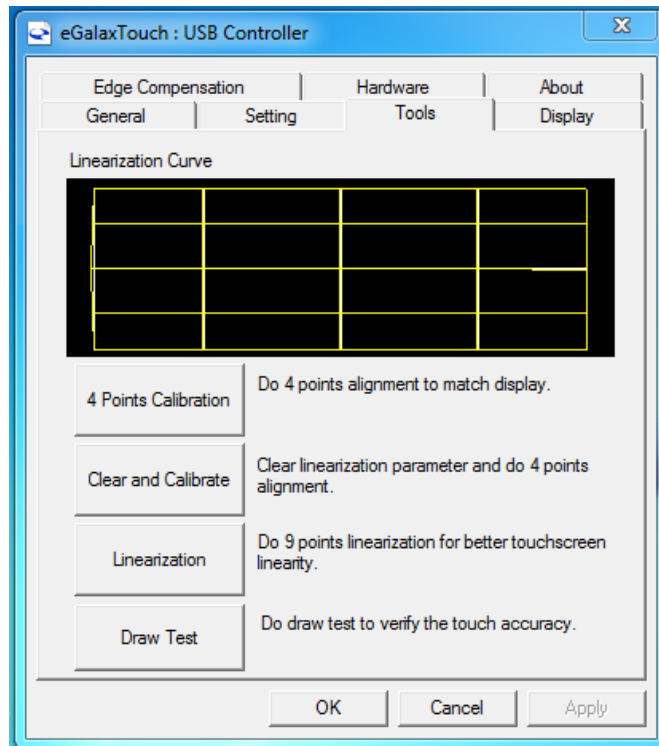 eGalaxTouch : USB Controller
Edge Compensation
Hardware
About
General
Setting
Tools
Display
Linearization Curve
4 Points Calibration
Do 4 points alignment to match display.
Clear and Calibrate
Clear linearization parameter and do 4 points
alignment.
Linearization
Do 9 points linearization for better touchscreen
linearity.
Draw Test
Do draw test to verify the touch accuracy.
OK
Cancel
Apply